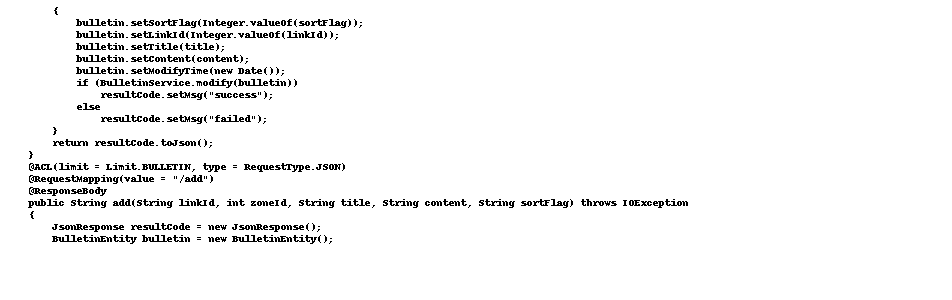 {
bulletin.setSortFlag(Integer.valueOf(sortFlag));
bulletin.setLinkId(Integer.valueOf(linkId));
bulletin.setTitle(title);
bulletin.setContent(content);
bulletin.setModifyTime(new Date());
if (BulletinService.modify(bulletin))
resultCode.setMsg("success");
else
resultCode.setMsg("failed");
}
return resultCode.toJson();
}
@ACL(limit = Limit.BULLETIN, type = RequestType.JSON)
@RequestMapping(value = "/add")
@ResponseBody
public String add(String linkId, int zoneId, String title, String content, String sortFlag) throws IOException
{
JsonResponse resultCode = new JsonResponse();
BulletinEntity bulletin = new BulletinEntity();